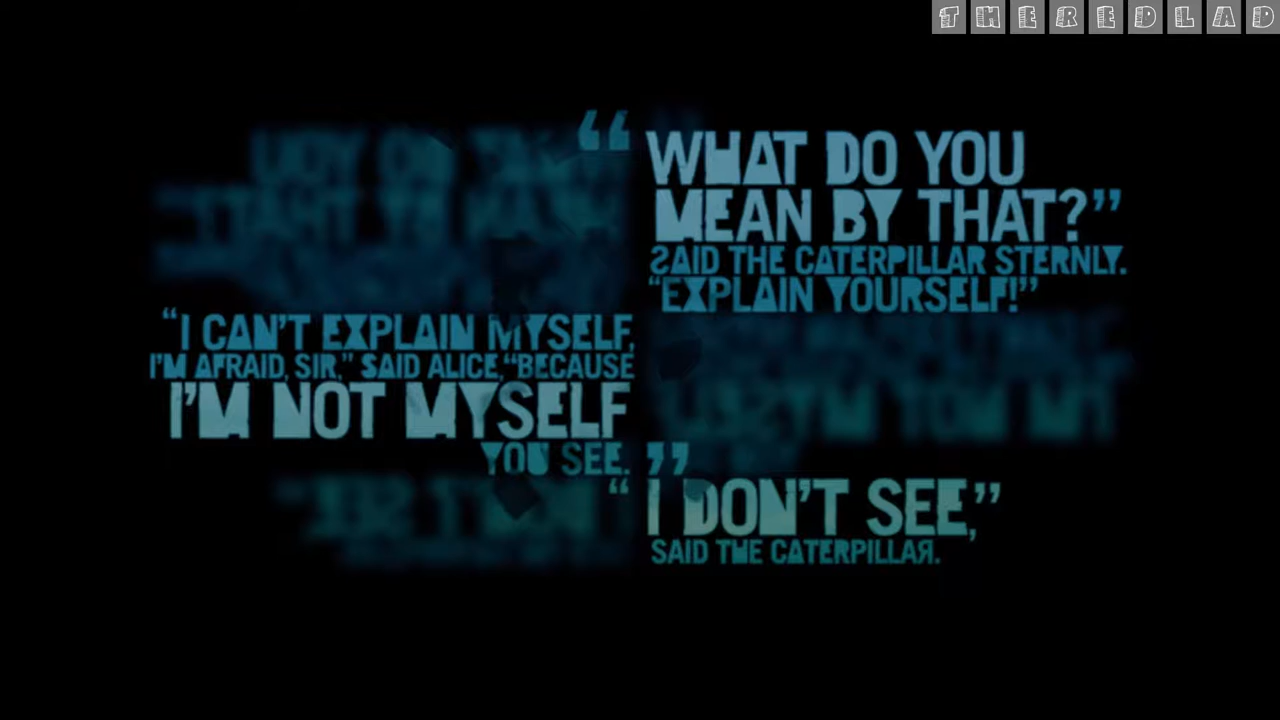 THEREDLAD
“WHAT DO YOU
MEAN BY THAT?”
SAID THE CATERPILLAR STERNLY.
“EXPLAIN YOURSELF!”
“I CAN’T EXPLAIN MYSELF,
I’M AFRAID, SIR,” SAID ALICE, “BECAUSE
I’M NOT MYSELF
YOU SEE.”
“I DON’T SEE,”
SAID THE CATERPILLAR.